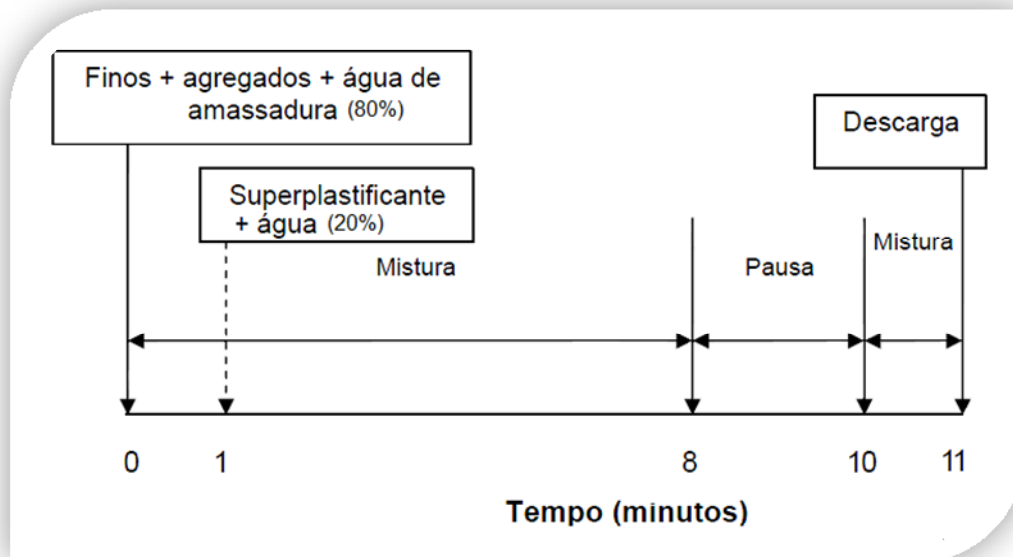 Finos + agregados + água de
amassadura (80%)
Descarga
Superplastificante
+ água (20%)
Mistura
Pausa
Mistura
0 1 8 10 11
Tempo (minutos)